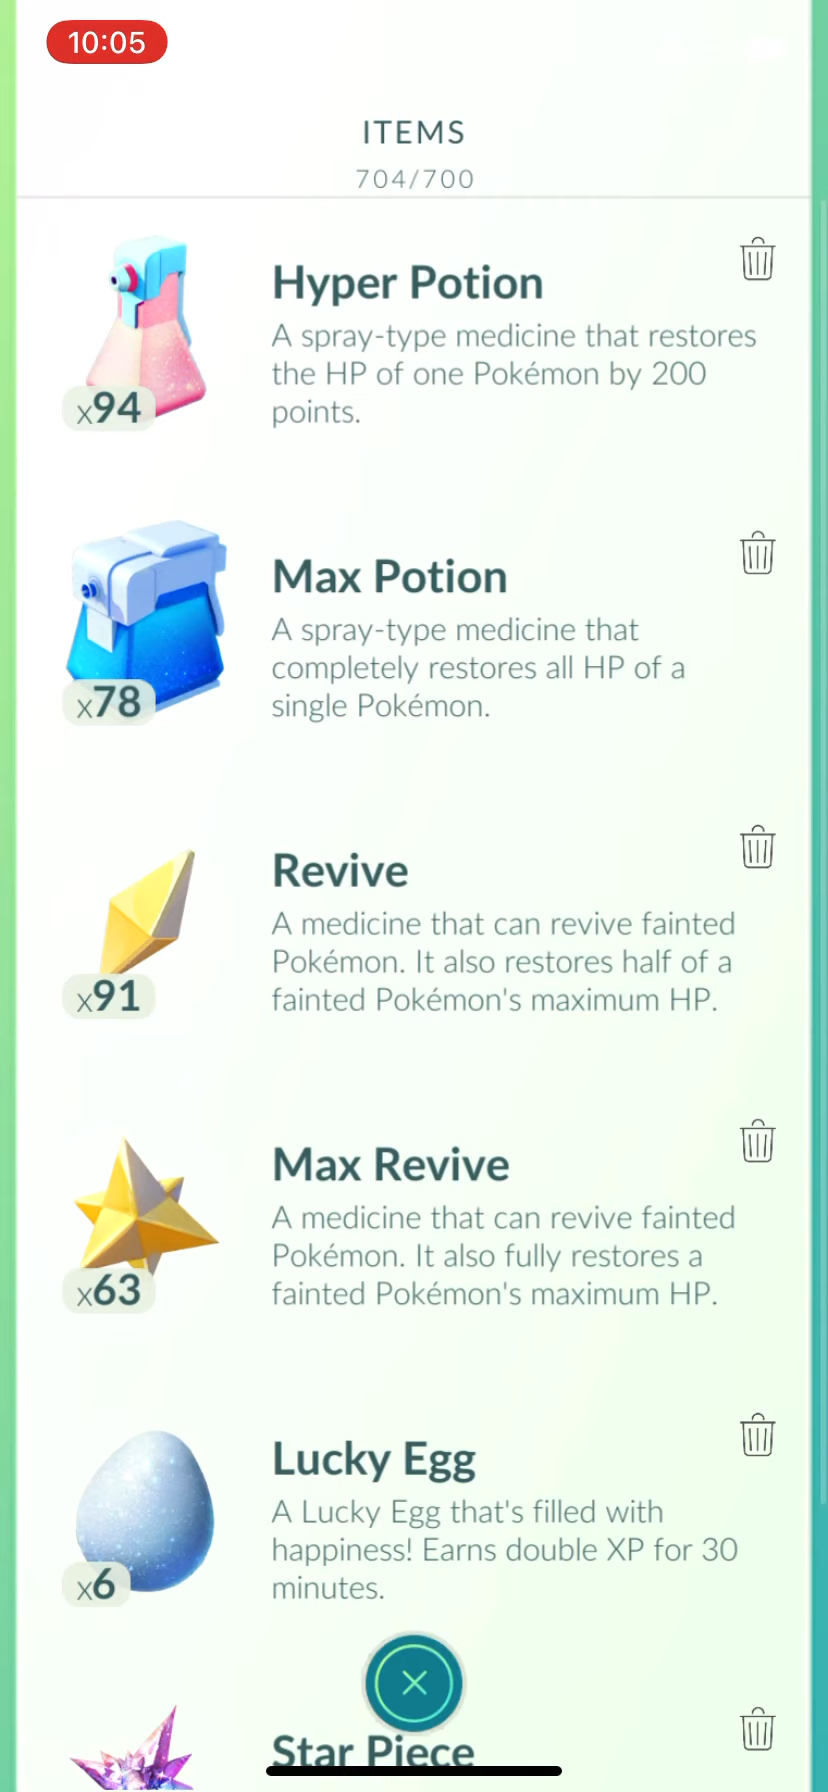 10:05
ITEMS
704/700
Hyper Potion
A spray-type medicine that restores
the HP of one Pokémon by 200
points.
x94
Max Potion
A spray-type medicine that
completely restores all HP of a
single Pokémon.
x78
Revive
A medicine that can revive fainted
Pokémon. It also restores half of a
fainted Pokémon's maximum HP.
x91
Max Revive
A medicine that can revive fainted
Pokémon. It also fully restores a
fainted Pokémon's maximum HP.
x63
Lucky Egg
A Lucky Egg that's filled with
happiness! Earns double XP for 30
minutes.
x6
Star Piece